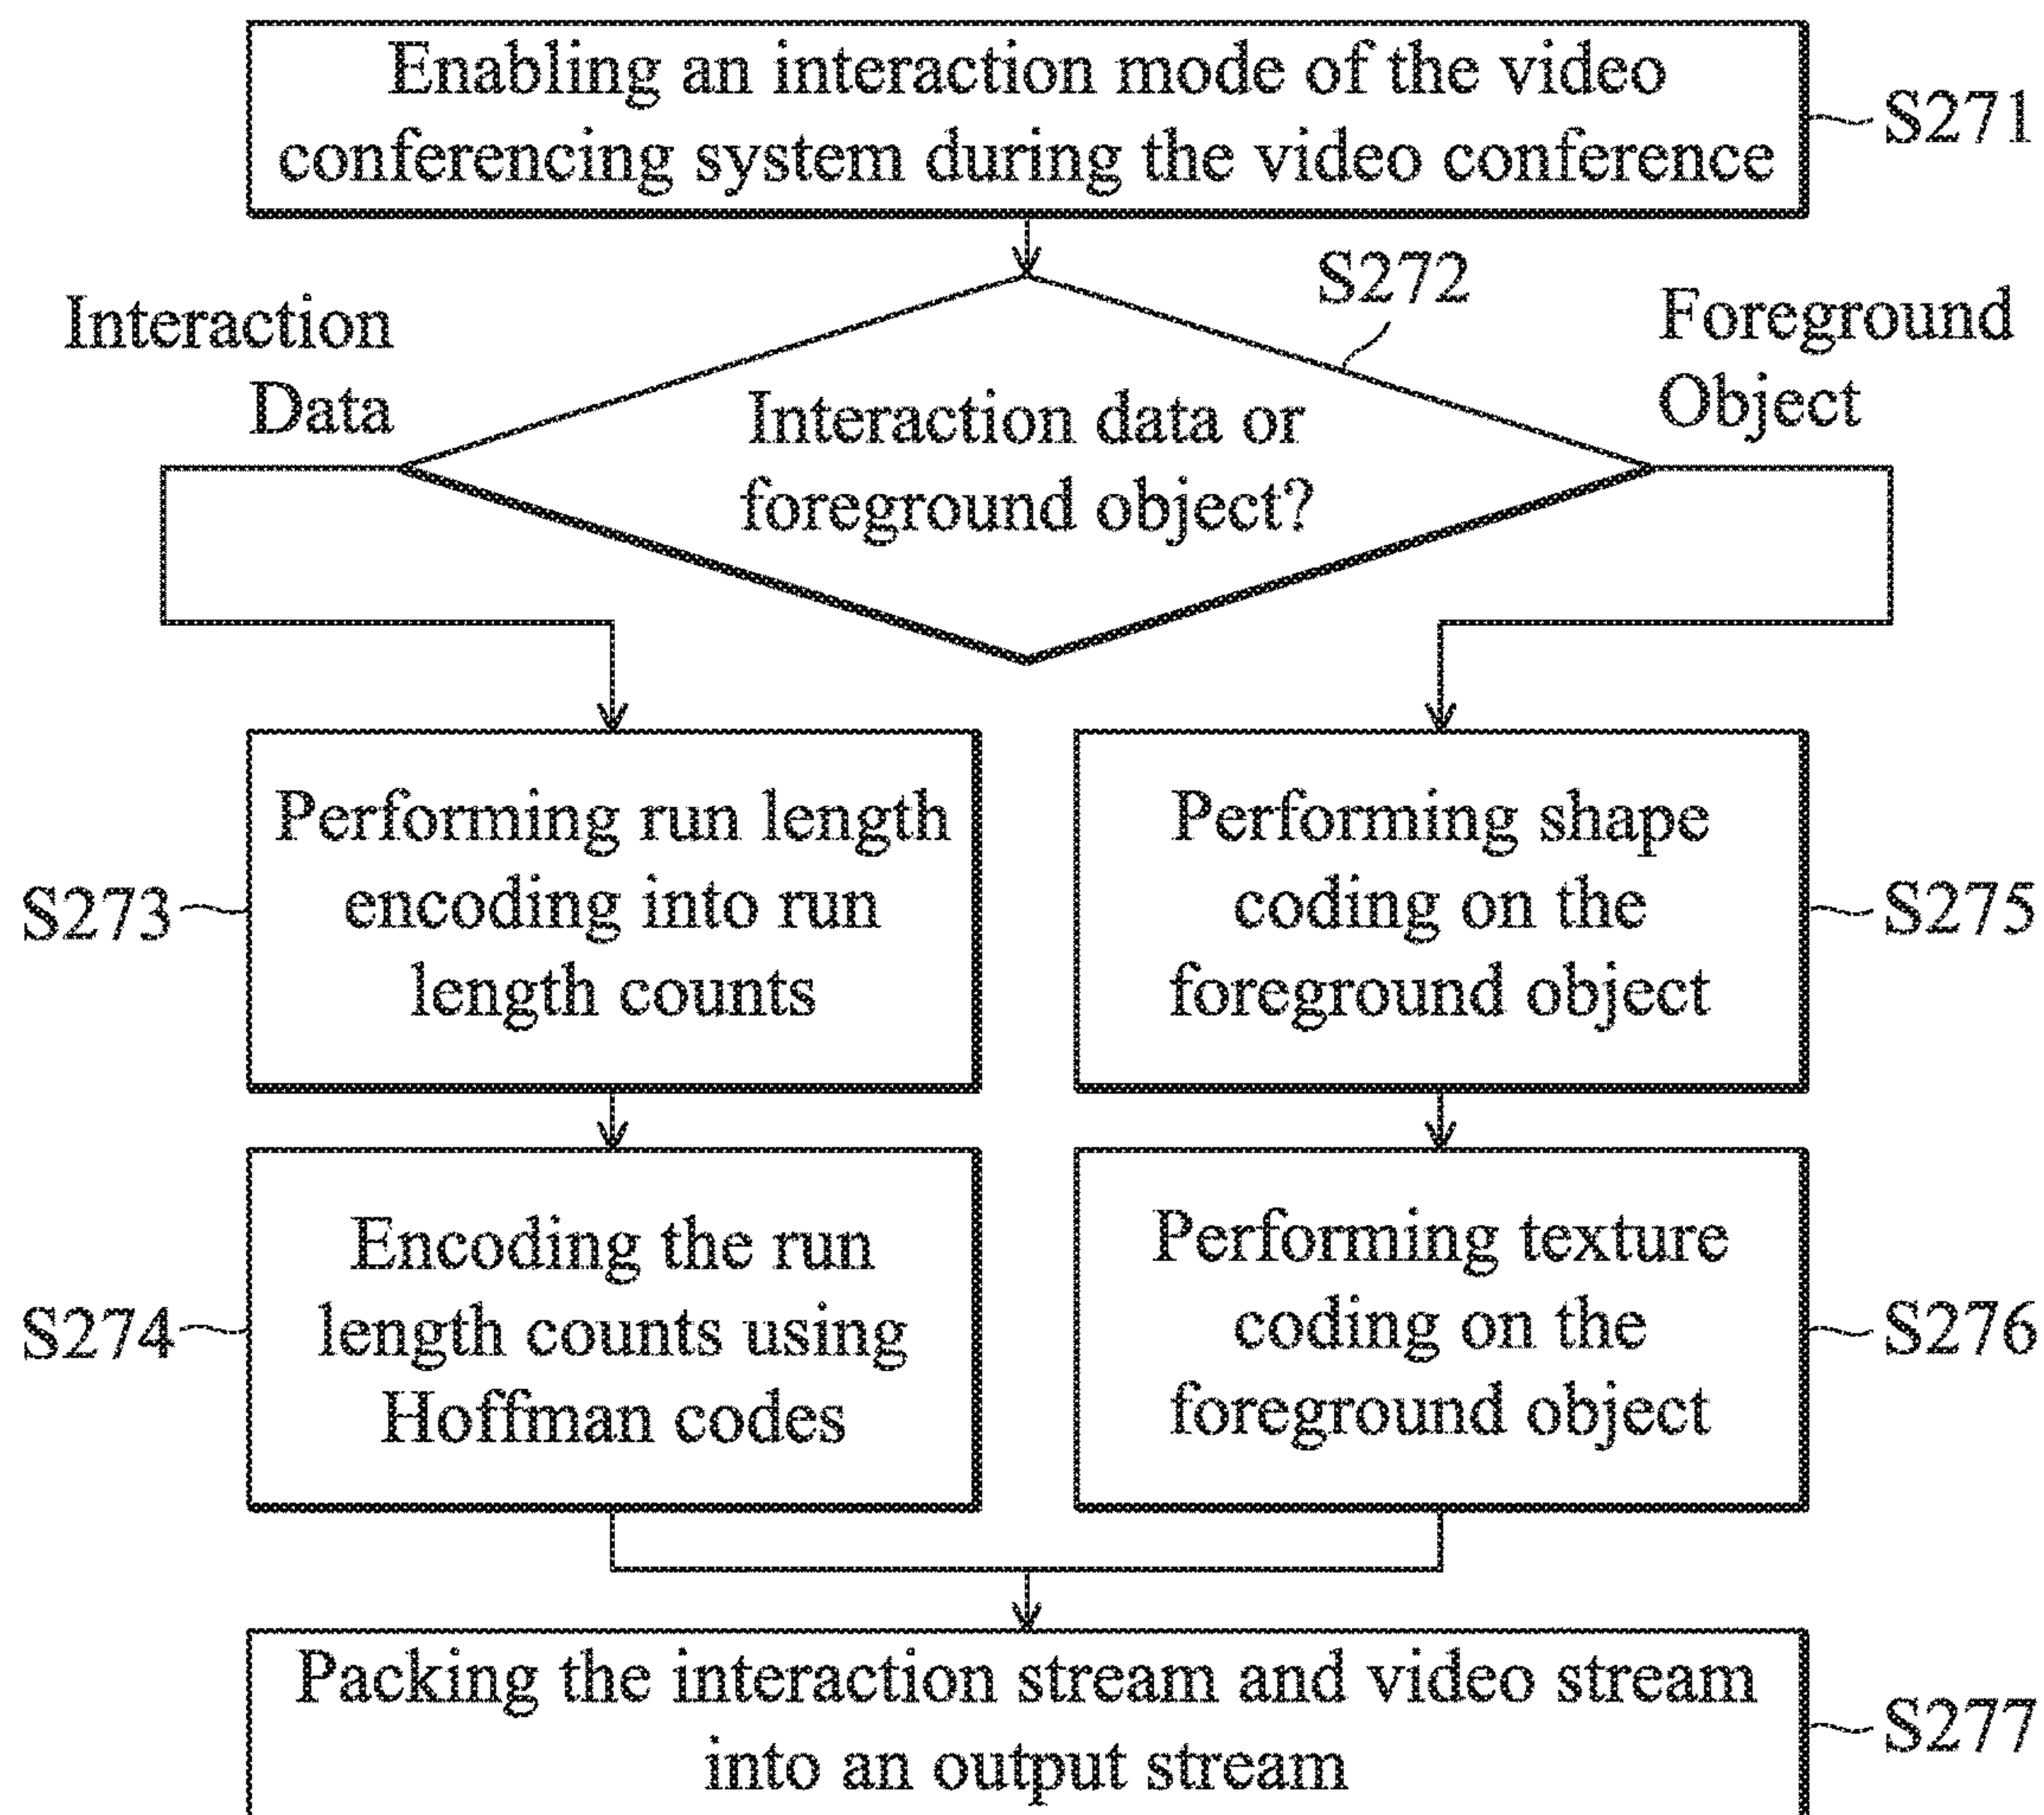 Enabling an interaction mode of the video
conferencing system during the video conference
S271
S272
Interaction
Data
Foreground
Object
Interaction data or
foreground object?
Performing run length
encoding into run
length counts
S273
Performing shape
coding on the
foreground object
S275
Encoding the run
length counts using
Hoffman codes
S274
Performing texture
coding on the
foreground object
S276
Packing the interaction stream and video stream
into an output stream
S277